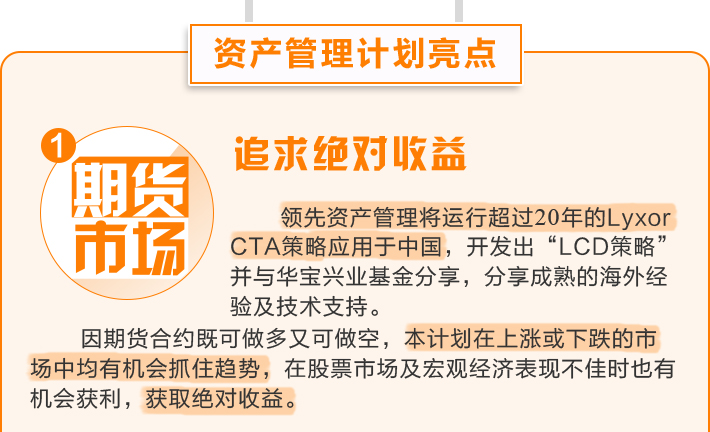 资产管理计划亮点
1
期货
市场
追求绝对收益
领先资产管理将运行超过20年的Lyxor
CTA策略应用于中国，开发出“LCD策略”
并与华宝兴业基金分享，分享成熟的海外经
验及技术支持。
因期货合约既可做多又可做空，本计划在上涨或下跌的市
场中均有机会抓住趋势，在股票市场及宏观经济表现不佳时也有
机会获利，获取绝对收益。